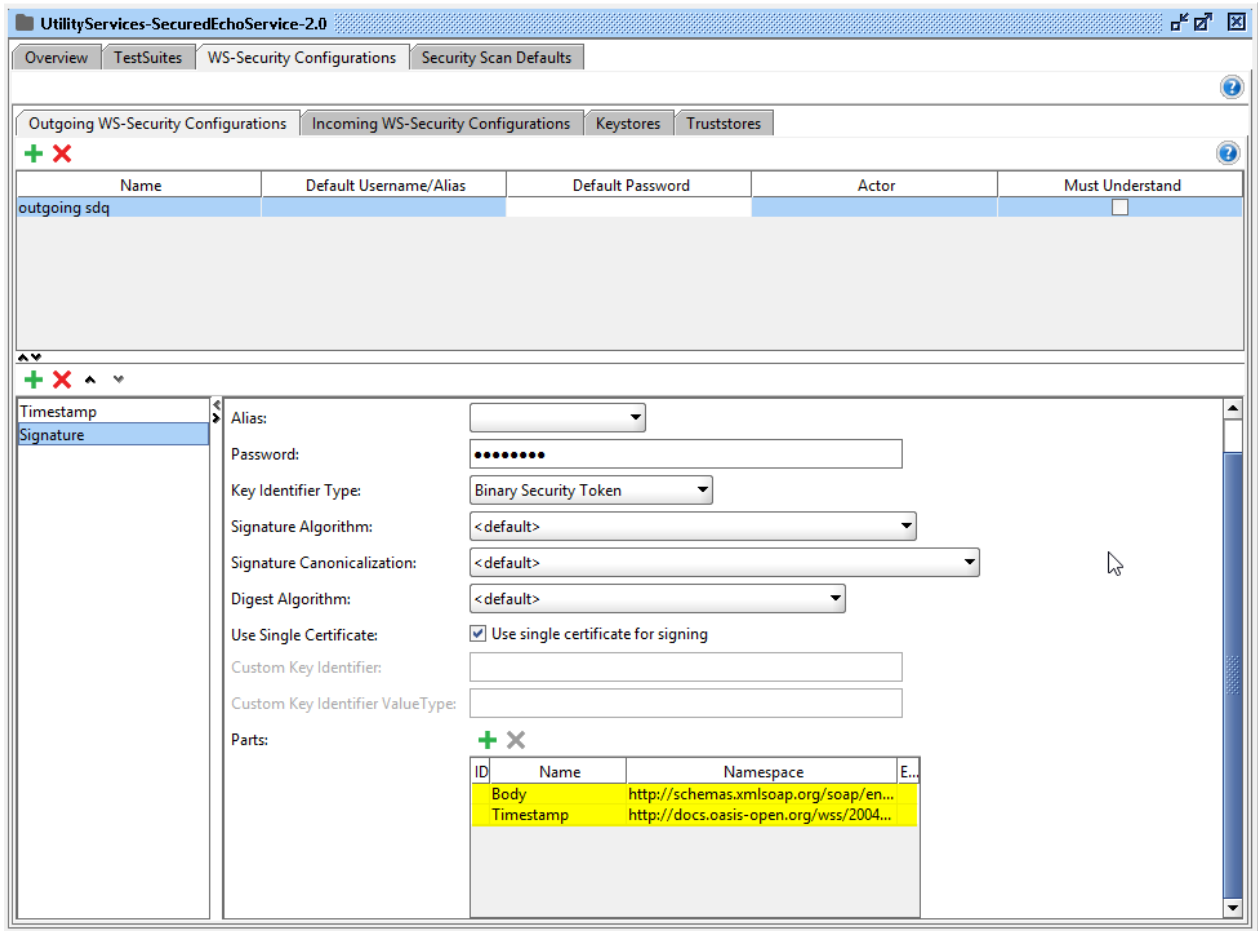 UtilityServices-SecuredEchoService-2.0
Overview TestSuites WS-Security Configurations Security Scan Defaults
Outgoing WS-Security Configurations Incoming WS-Security Configurations Keystores Truststores
Name Default Username/Alias Default Password Actor Must Understand
outgoing sdq
Timestamp
Signature
Alias:
Password: ●●●●●●●●
Key Identifier Type: Binary Security Token
Signature Algorithm: <default>
Signature Canonicalization: <default>
Digest Algorithm: <default>
Use Single Certificate: Use single certificate for signing
Custom Key Identifier:
Custom Key Identifier ValueType:
Parts:
ID Name Namespace E...
Body http://schemas.xmlsoap.org/soap/en...
Timestamp http://docs.oasis-open.org/wss/2004...